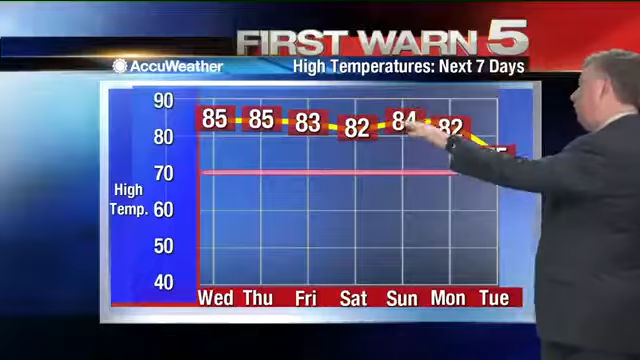 FIRST WARN 5
AccuWeather
High Temperatures: Next 7 Days
90
80
70
60
50
40
High
Temp.
85 85 83 82 84 82
Wed Thu Fri Sat Sun Mon Tue